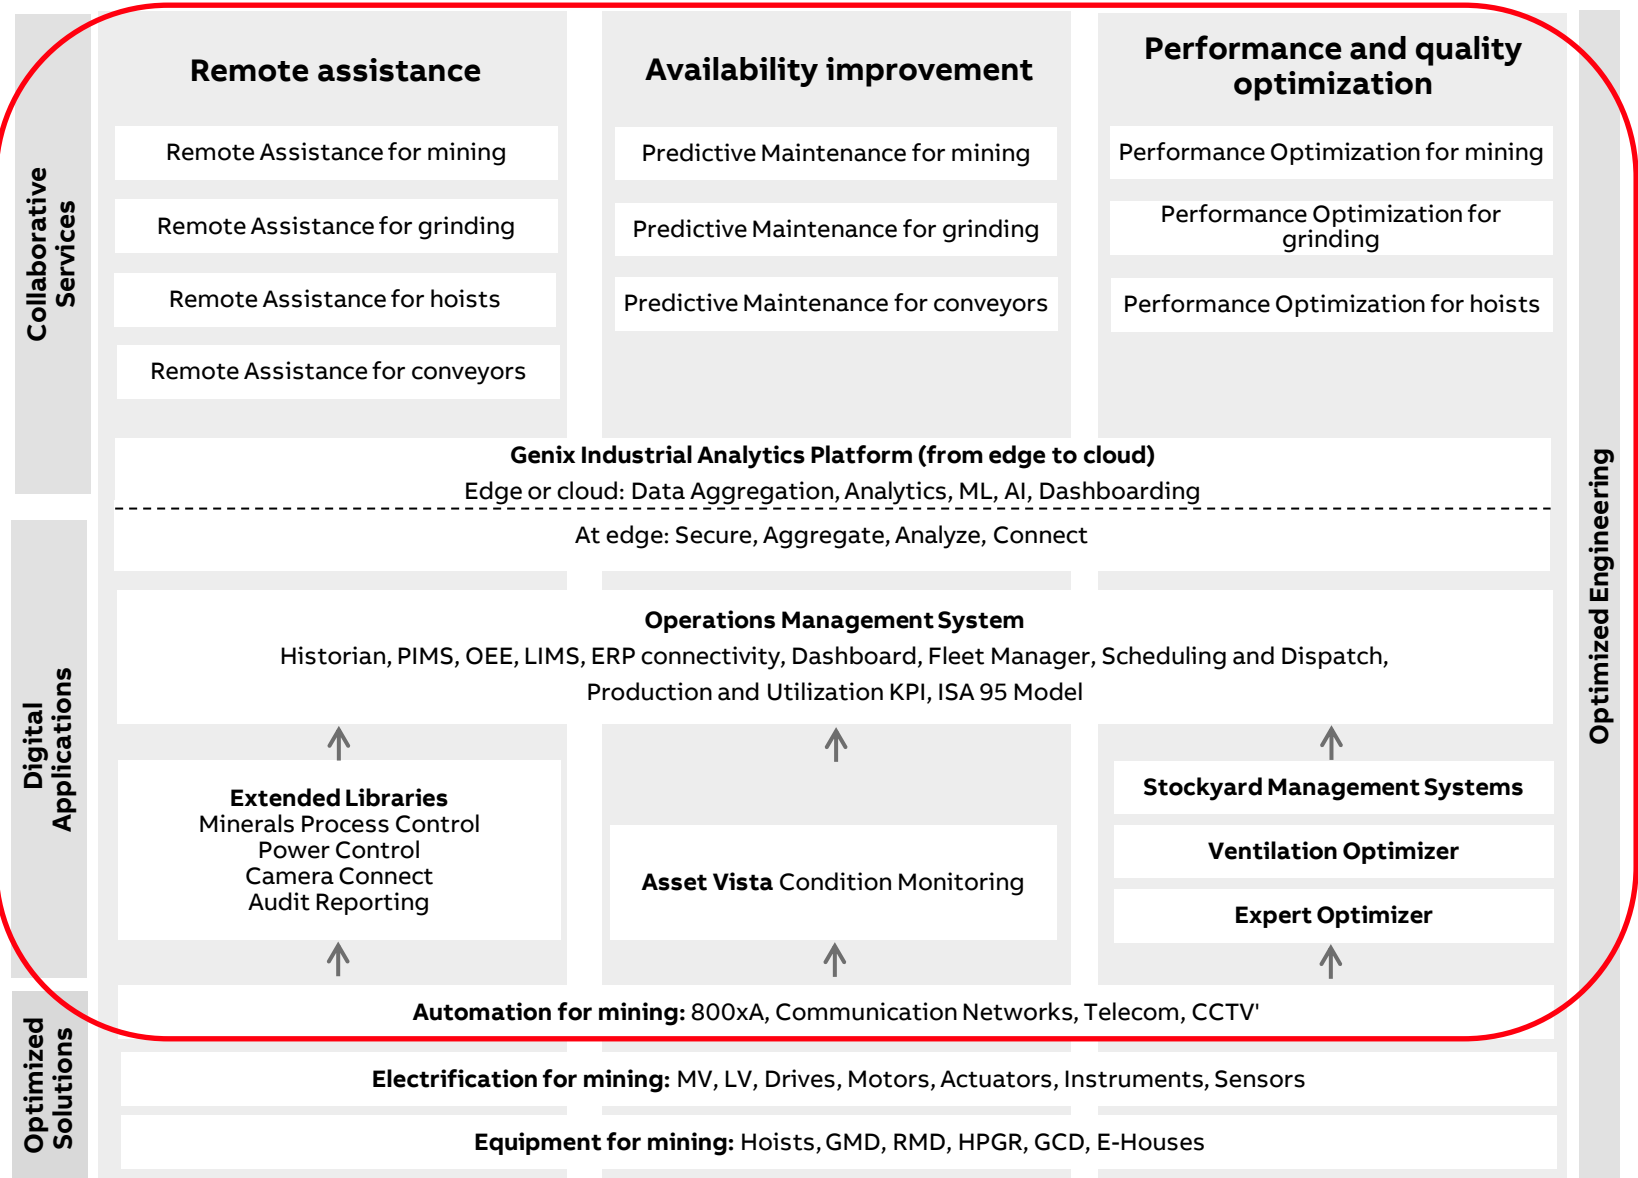 Remote assistance
Availability improvement
Performance and quality
optimization
Collaborative
Services
Remote Assistance for mining
Remote Assistance for grinding
Remote Assistance for hoists
Remote Assistance for conveyors
Predictive Maintenance for mining
Predictive Maintenance for grinding
Predictive Maintenance for conveyors
Performance Optimization for mining
Performance Optimization for
grinding
Performance Optimization for hoists
Genix Industrial Analytics Platform (from edge to cloud)
Edge or cloud: Data Aggregation, Analytics, ML, AI, Dashboarding
At edge: Secure, Aggregate, Analyze, Connect
Optimized Engineering
Digital
Applications
Operations Management System
Historian, PIMS, OEE, LIMS, ERP connectivity, Dashboard, Fleet Manager, Scheduling and Dispatch,
Production and Utilization KPI, ISA 95 Model
Extended Libraries
Minerals Process Control
Power Control
Camera Connect
Audit Reporting
Asset Vista Condition Monitoring
Stockyard Management Systems
Ventilation Optimizer
Expert Optimizer
Optimized
Solutions
Automation for mining: 800xA, Communication Networks, Telecom, CCTV'
Electrification for mining: MV, LV, Drives, Motors, Actuators, Instruments, Sensors
Equipment for mining: Hoists, GMD, RMD, HPGR, GCD, E-Houses